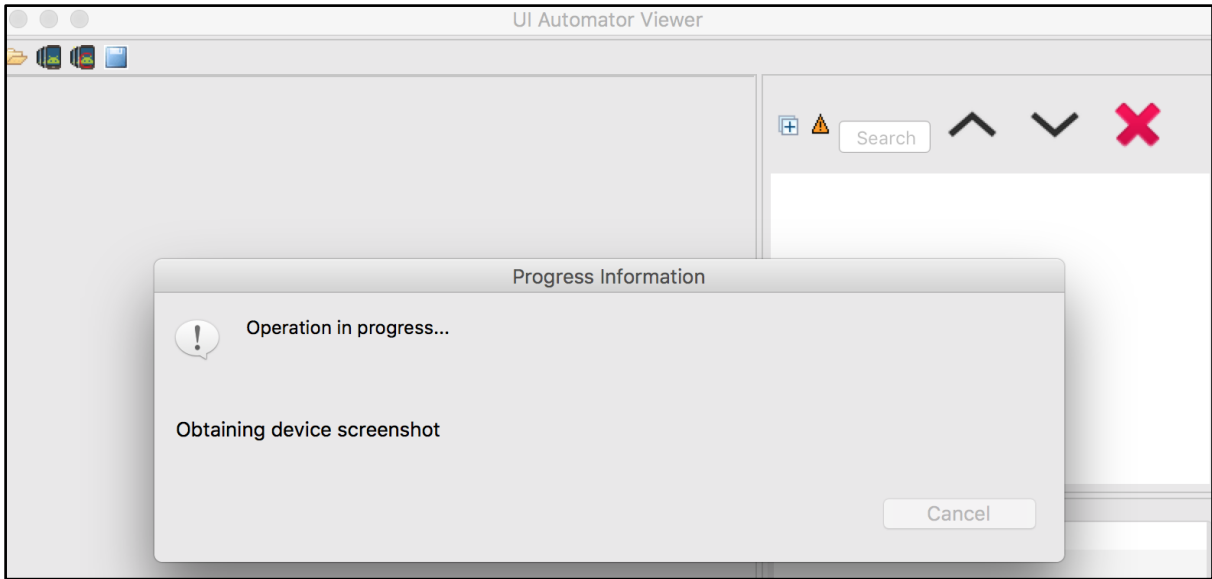 UI Automator Viewer
Search
Progress Information
Operation in progress...
Obtaining device screenshot
Cancel